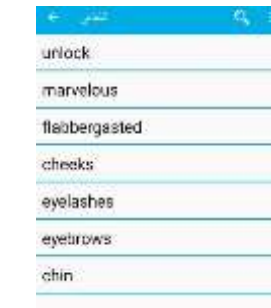 unlock
marvelous
flabbergasted
cheeks
eyelashes
eyebrows
chin